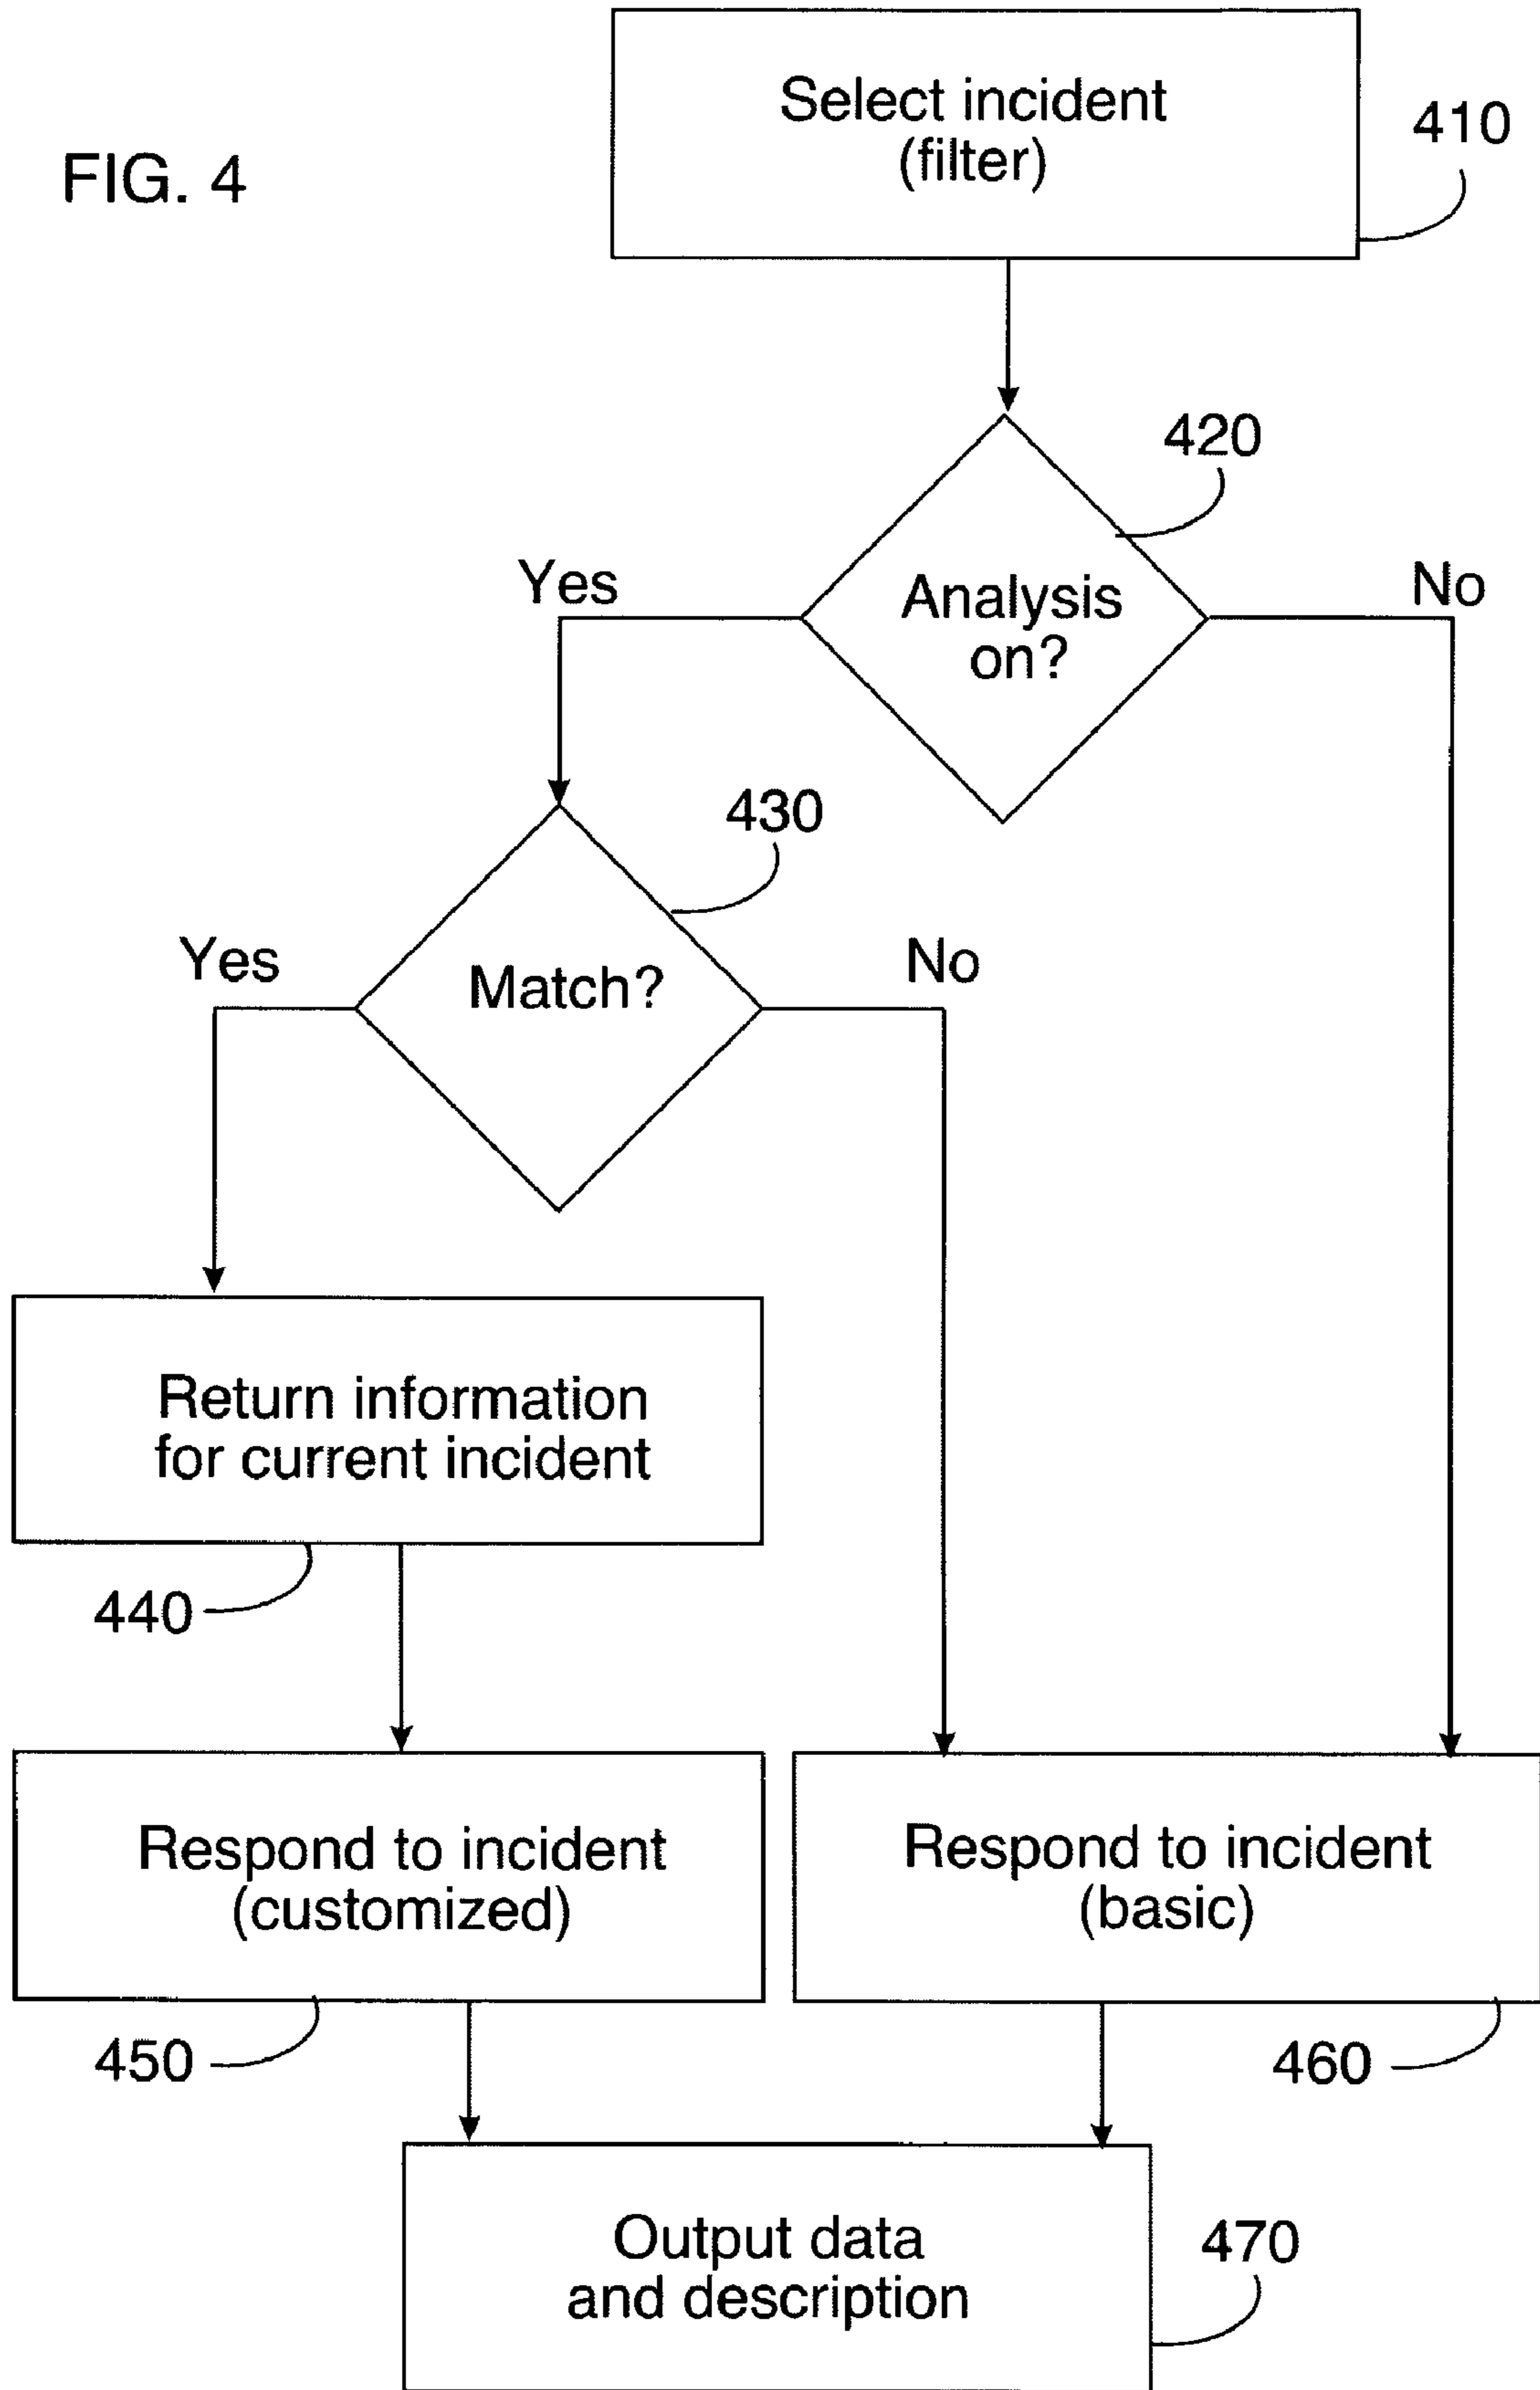 FIG. 4
Select incident
(filter)
410
420
Yes
Analysis
on?
No
430
Yes
Match?
No
Return information
for current incident
440
Respond to incident
(customized)
450
Respond to incident
(basic)
460
Output data
and description
470